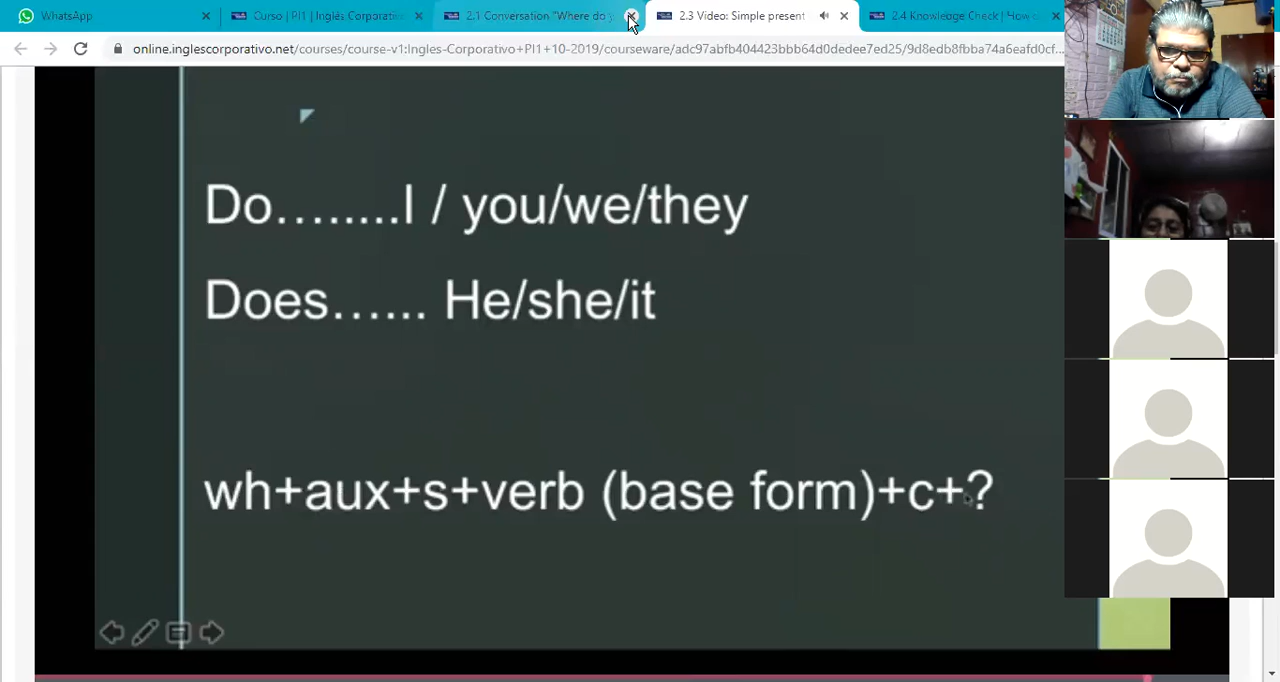 WhatsApp
Curso | PI1 | Inglés Corporativo
2.1 Conversation "Where do y
2.3 Video: Simple present
2.4 Knowledge Check | "How o
online.inglescorporativo.net/courses/course-v1:Ingles-Corporativo+PI1+10-2019/courseware/adc97abfb404423bbb64d0dedee7ed25/9d8edb8fbba74a6eafd0cf...
Do….....I / you/we/they
Does…... He/she/it
wh+aux+s+verb (base form)+c+?